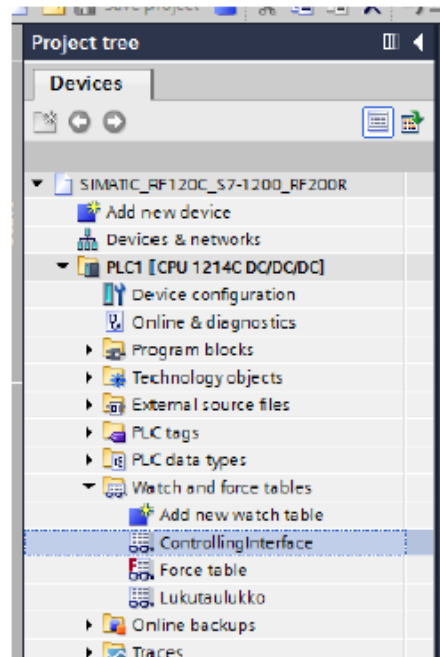 Save project
Project tree
Devices
SIMATIC_RF120C_S7-1200_RF200R
Add new device
Devices & networks
PLC1 [CPU 1214C DC/DC/DC]
Device configuration
Online & diagnostics
Program blocks
Technology objects
External source files
PLC tags
PLC data types
Watch and force tables
Add new watch table
ControllingInterface
Force table
Lukutaulukko
Online backups
Traces